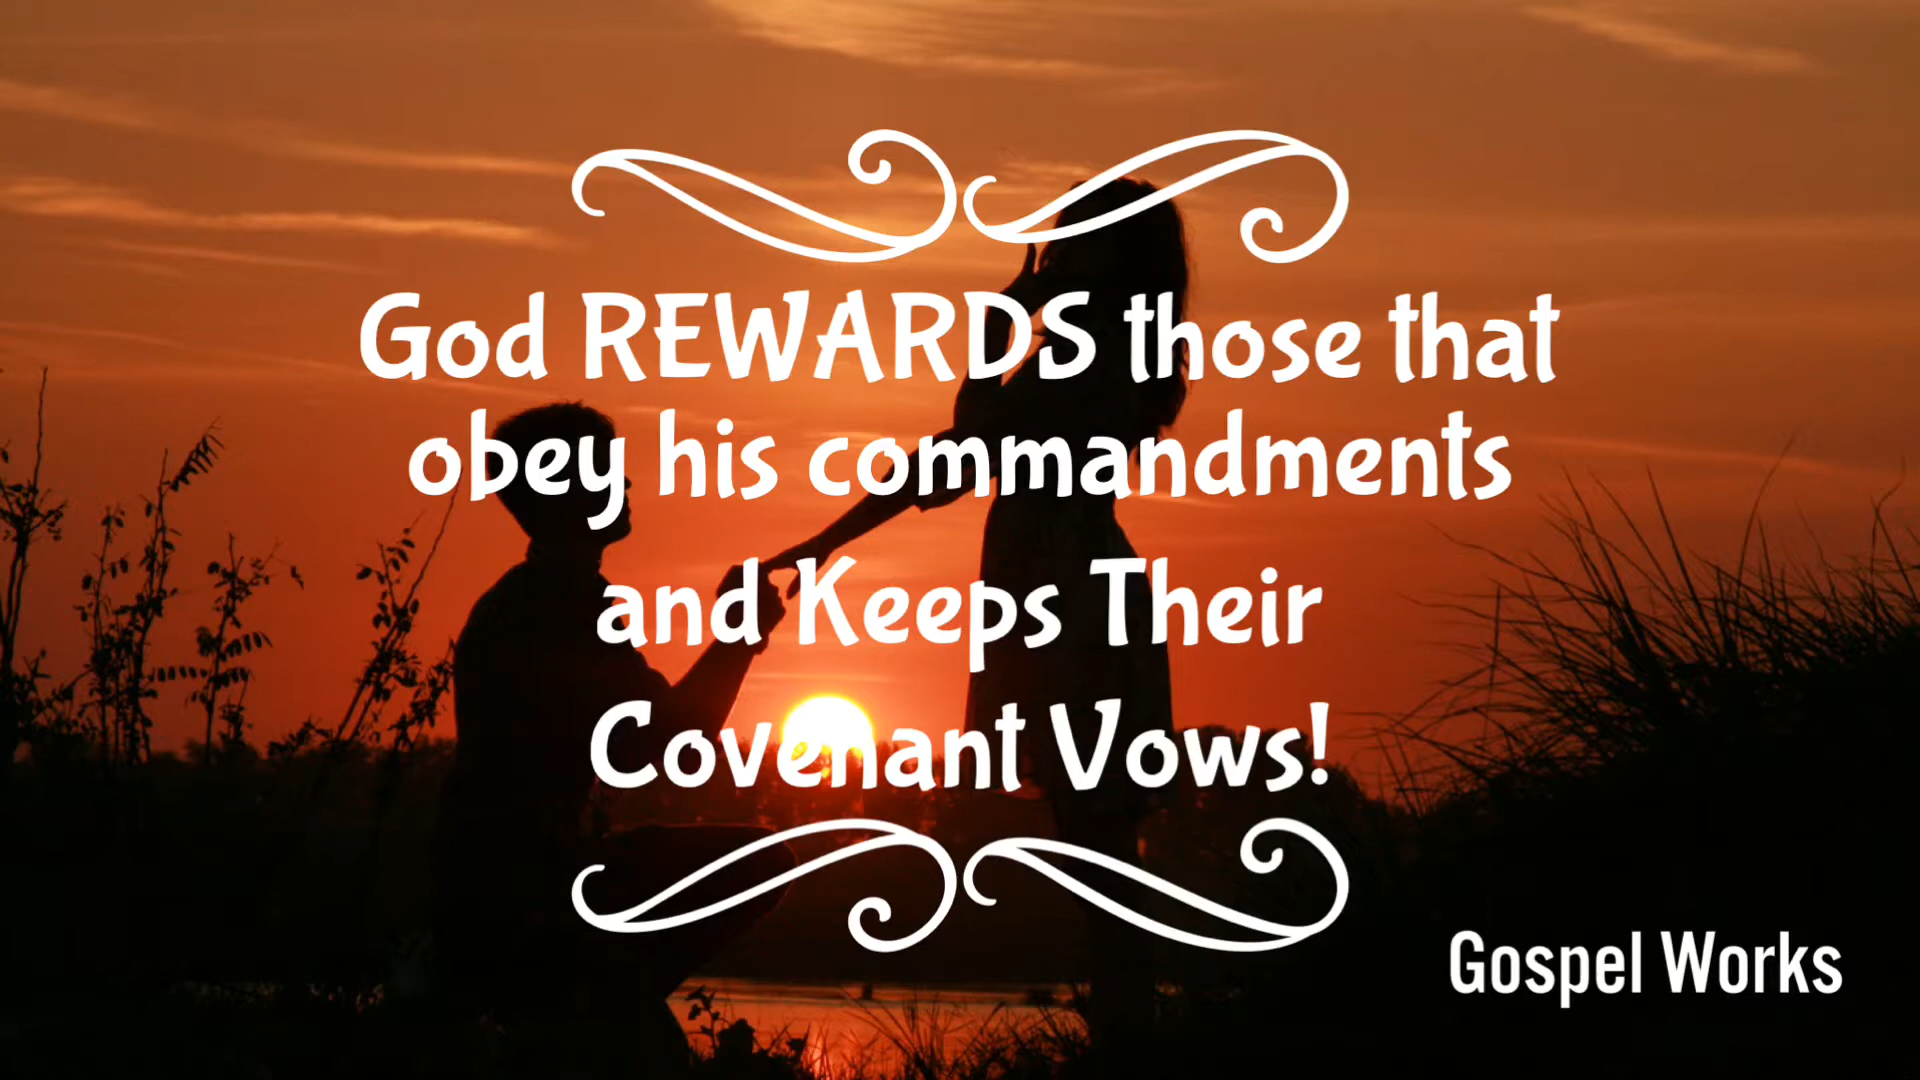 God REWARDS those that
obey his commandments
and Keeps Their
Covenant Vows!
Gospel Works